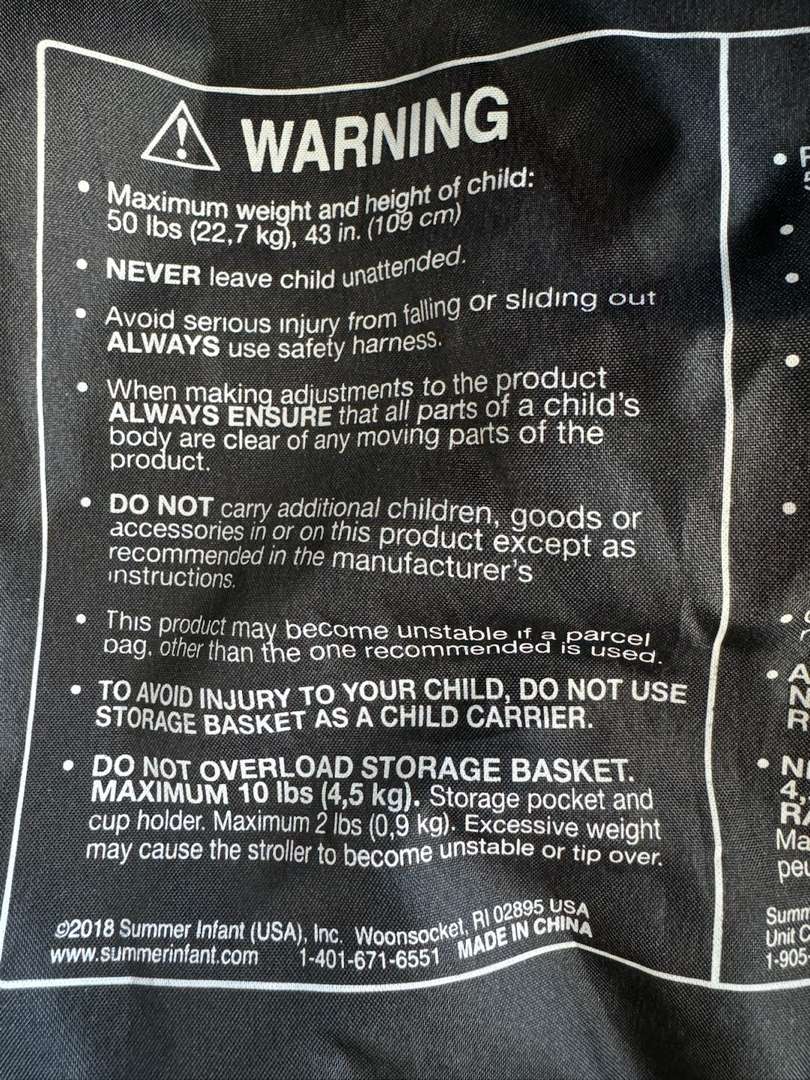 WARNING
• Maximum weight and height of child:
50 lbs (22,7 kg), 43 in. (109 cm)
• NEVER leave child unattended.
• Avoid serious injury from falling or sliding out
ALWAYS use safety harness.
• When making adjustments to the product
ALWAYS ENSURE that all parts of a child's
body are clear of any moving parts of the
product.
• DO NOT carry additional children, goods or
accessories in or on this product except as
recommended in the manufacturer's
instructions.
• This product may become unstable if a parcel
bag, other than the one recommended is used.
• TO AVOID INJURY TO YOUR CHILD, DO NOT USE
STORAGE BASKET AS A CHILD CARRIER.
• DO NOT OVERLOAD STORAGE BASKET.
MAXIMUM 10 lbs (4,5 kg). Storage pocket and
cup holder. Maximum 2 lbs (0,9 kg). Excessive weight
may cause the stroller to become unstable or tip over.
©2018 Summer Infant (USA), Inc. Woonsocket, RI 02895 USA
www.summerinfant.com 1-401-671-6551 MADE IN CHINA
Unit C
1-905-